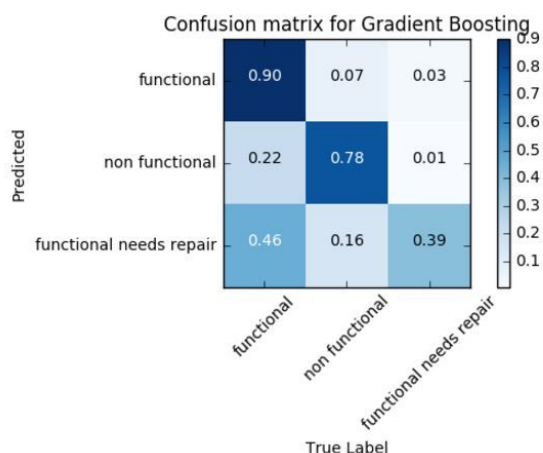 Confusion matrix for Gradient Boosting
Predicted
functional
0.90 0.07 0.03
non functional
0.22 0.78 0.01
functional needs repair
0.46 0.16 0.39
functional
non functional
functional needs repair
True Label
0.9
0.8
0.7
0.6
0.5
0.4
0.3
0.2
0.1